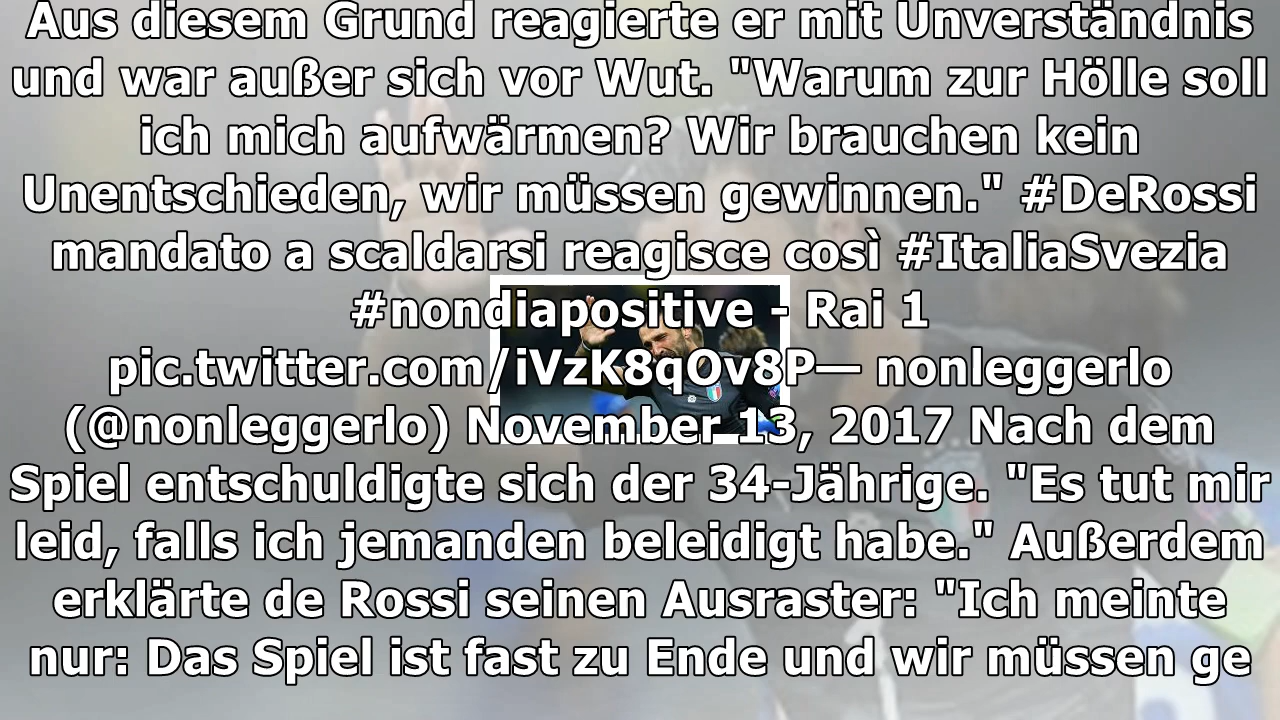 Aus diesem Grund reagierte er mit Unverständnis
und war außer sich vor Wut. "Warum zur Hölle soll
ich mich aufwärmen? Wir brauchen kein
Unentschieden, wir müssen gewinnen." #DeRossi
mandato a scaldarsi reagisce così #ItaliaSvezia
#nondiapositive - Rai 1
pic.twitter.com/iVzK8qOv8P— nonleggerlo
(@nonleggerlo) November 13, 2017 Nach dem
Spiel entschuldigte sich der 34-Jährige. "Es tut mir
leid, falls ich jemanden beleidigt habe." Außerdem
erklärte de Rossi seinen Ausraster: "Ich meinte
nur: Das Spiel ist fast zu Ende und wir müssen ge